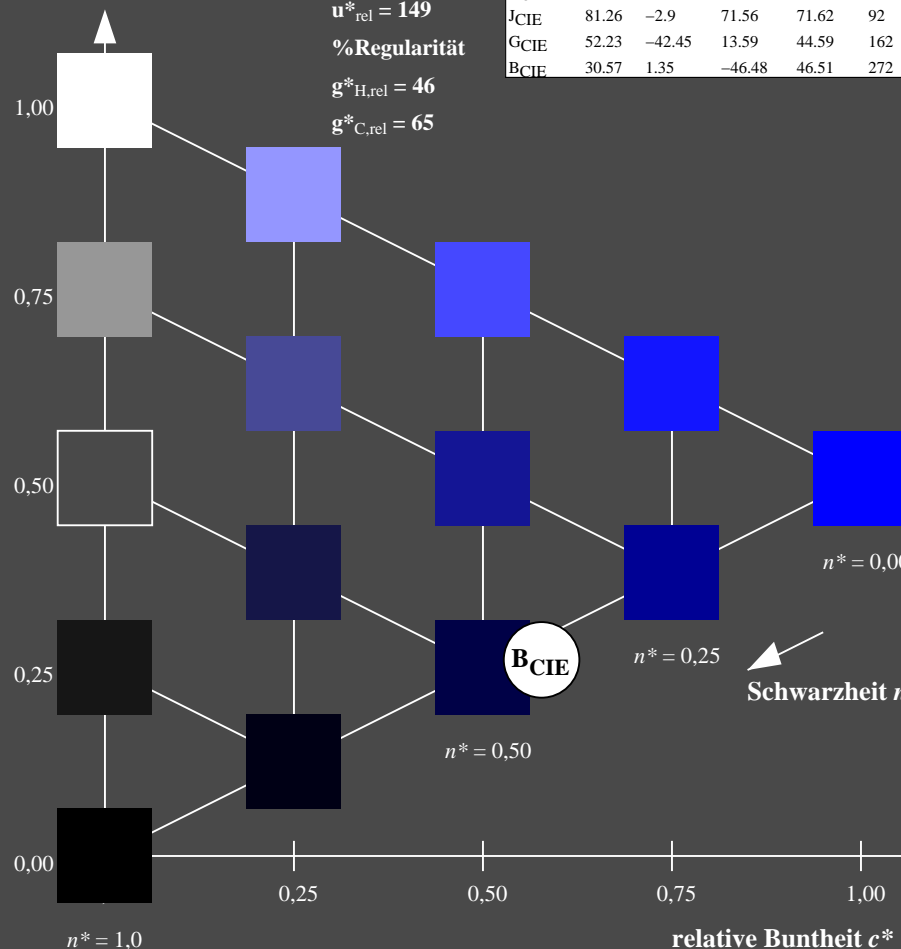 u*rel = 149
%Regularität
g*H,rel = 46
g*C,rel = 65
JCIE 81.26 –2.9 71.56 71.62 92
GCIE 52.23 –42.45 13.59 44.59 162
BCIE 30.57 1.35 –46.48 46.51 272
1,00
0,75
0,50
n* = 0,00
BCIE
n* = 0,25
0,25
Schwarzheit n
n* = 0,50
0,00
0,25 0,50 0,75 1,00
n* = 1,0
relative Buntheit c*